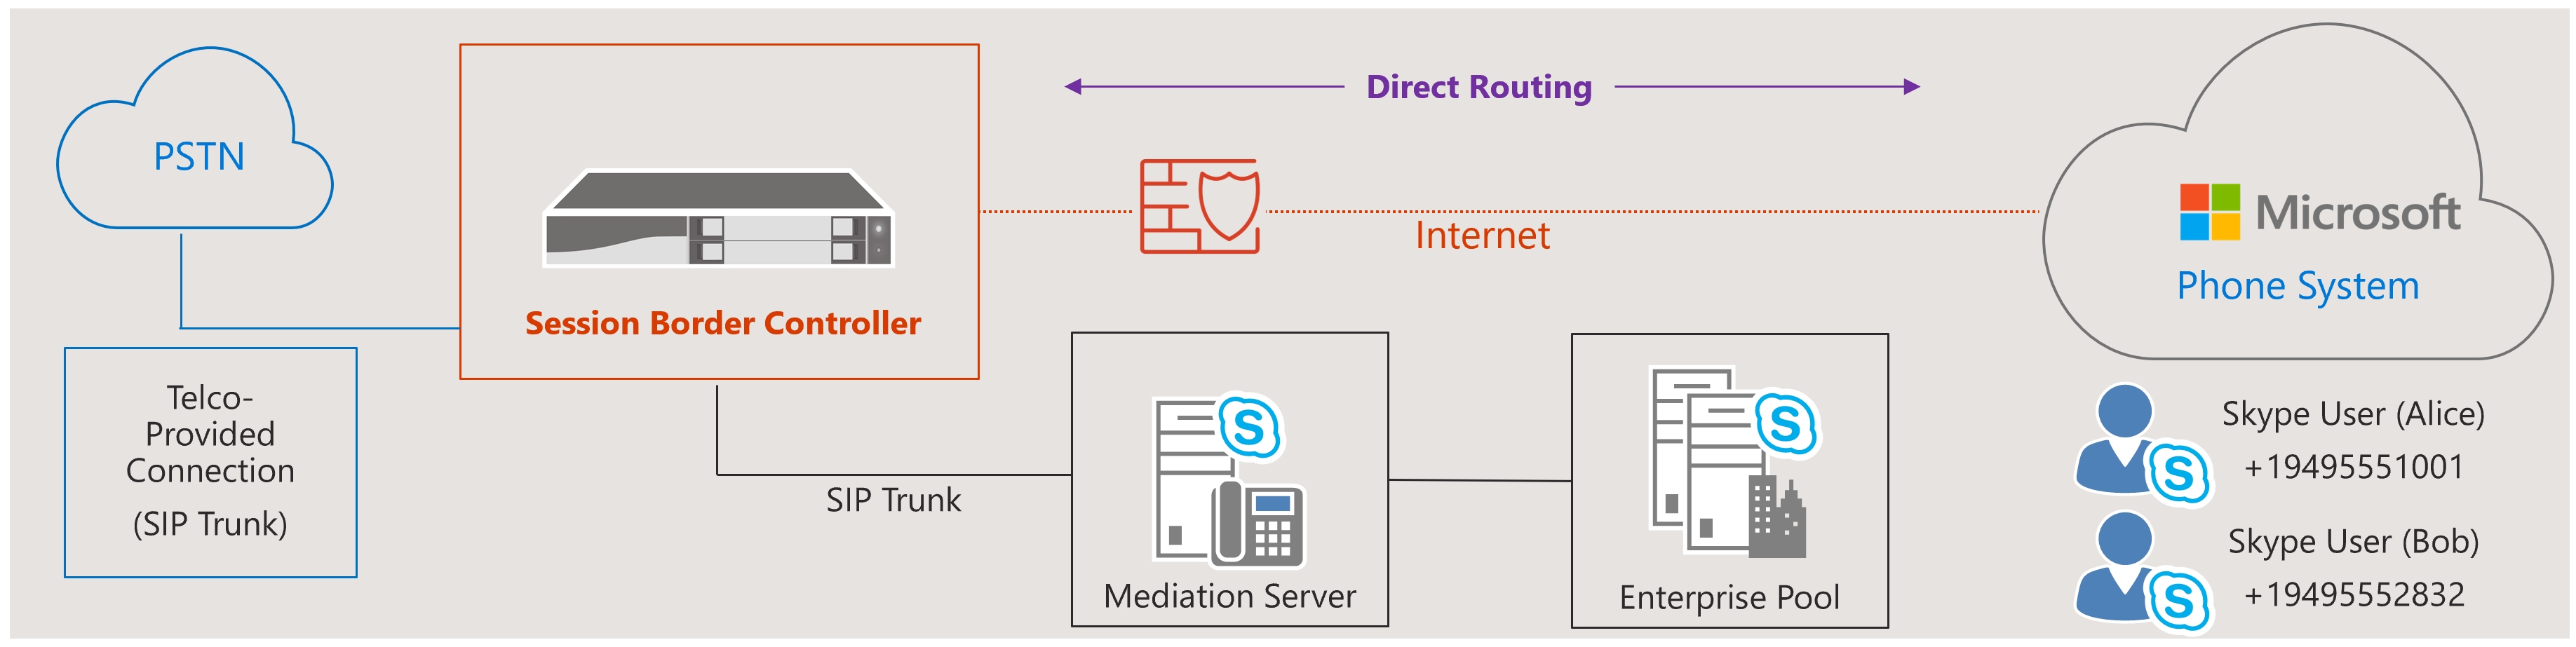 PSTN
Telco-
Provided
Connection
(SIP Trunk)
Session Border Controller
Direct Routing
Internet
SIP Trunk
Mediation Server
Enterprise Pool
Microsoft
Phone System
Skype User (Alice)
+19495551001
Skype User (Bob)
+19495552832